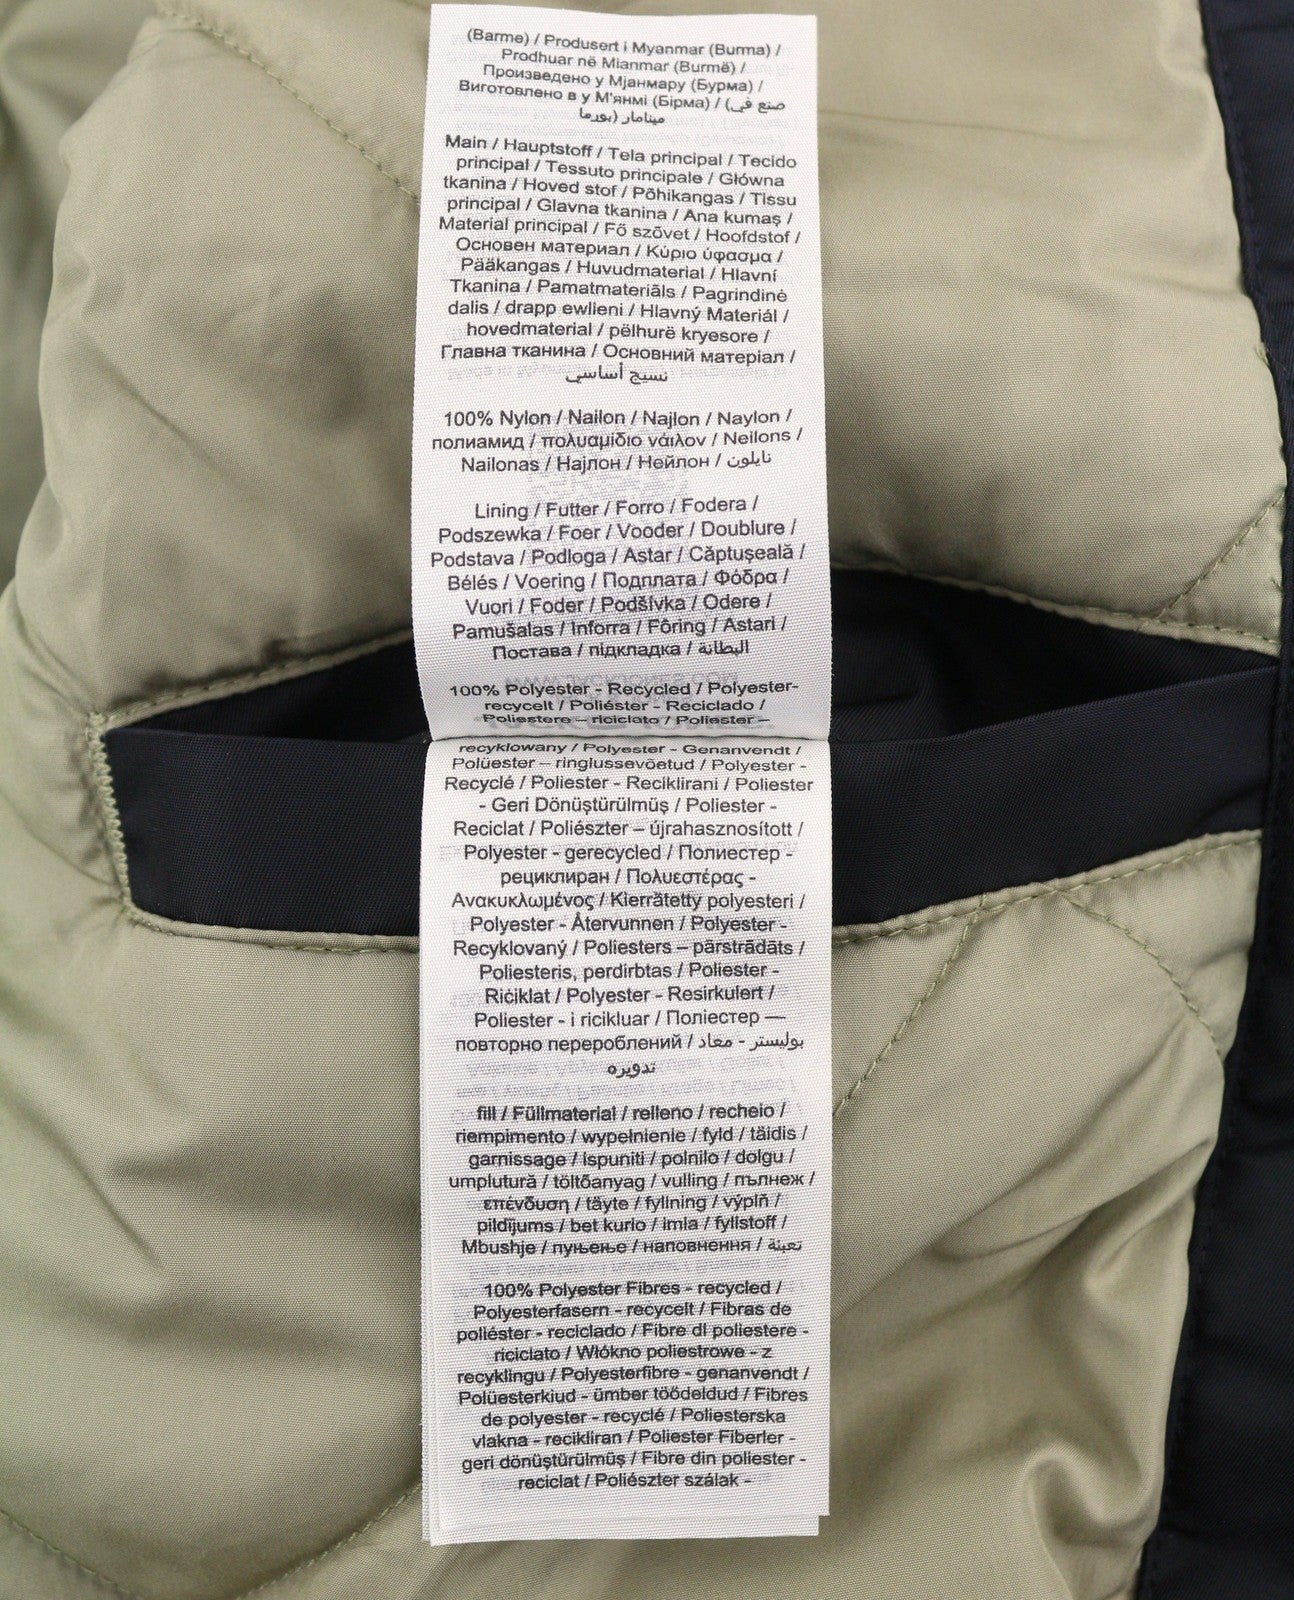 (Barme) / Produsert i Myanmar (Burma) /
Prodhuar në Mianmar (Burmë) /
Произведено у Мјанмару (Бурма) /
Виготовлено в у М'янмі (Бірма) / (صنع في
مينامار (بورما
Main / Hauptstoff / Tela principal / Tecido
principal / Tessuto principale / Główna
tkanina / Hoved stof / Põhikangas / Tissu
principal / Glavna tkanina / Ana kumaş /
Material principal / Fő szővet / Hoofdstof /
Основен материал / Κύριο ύφασμα /
Pääkangas / Huvudmaterial / Hlavní
Tkanina / Pamatmateriāls / Pagrindinė
dalis / drapp ewlieni / Hlavný Materiál /
hovedmaterial / pëlhurë kryesore /
Главна тканина / Основний матеріал /
نسيج أساسي
100% Nylon / Nailon / Najlon / Naylon /
полиамид / πολυαμίδιο νάιλον / Neilons /
Nailonas / Најлон / Нейлон / نايلون
Lining / Futter / Forro / Fodera /
Podszewka / Foer / Vooder / Doublure /
Podstava / Podloga / Astar / Căptușeală /
Bélés / Voering / Подплата / Φόδρα /
Vuori / Foder / Podšívka / Odere /
Pamušalas / Inforra / Fôring / Astari /
Постава / підкладка / البطانة
100% Polyester - Recycled / Polyester-
recycelt / Poliéster - Reciclado /
Poliestere – riciclato / Poliester –
recyklowany / Polyester - Genanvendt /
Polüester – ringlussevõetud / Polyester -
Recyclé / Poliester - Reciklirani / Poliester
- Geri Dönüştürülmüş / Poliester -
Reciclat / Poliészter – újrahasznosított /
Polyester - gerecycled / Полиестер -
рециклиран / Πολυεστέρας -
Ανακυκλωμένος / Kierrätetty polyesteri /
Polyester - Återvunnen / Polyester -
Recyklovaný / Poliesters – pārstrādāts /
Poliesteris, perdirbtas / Poliester -
Riċiklat / Polyester - Resirkulert /
Poliester - i ricikluar / Поліестер —
повторно перероблений / بوليستر - معاد
تدويره
fill / Füllmaterial / relleno / recheio /
riempimento / wypełnienie / fyld / täidis /
garnissage / ispuniti / polnilo / dolgu /
umplutură / töltőanyag / vulling / пълнеж /
επένδυση / täyte / fyllning / výplň /
pildījums / bet kurio / imla / fyllstoff /
Mbushje / пуњење / наповнення / تعبئة
100% Polyester Fibres - recycled /
Polyesterfasern - recycelt / Fibras de
poliéster - reciclado / Fibre di poliestere -
riciclato / Włókno poliestrowe - z
recyklingu / Polyesterfibre - genanvendt /
Polüesterkiud - ümber töödeldud / Fibres
de polyester - recyclé / Poliesterska
vlakna - recikliran / Poliester Fiberler -
geri dönüştürülmüş / Fibre din poliester -
reciclat / Poliészter szálak -